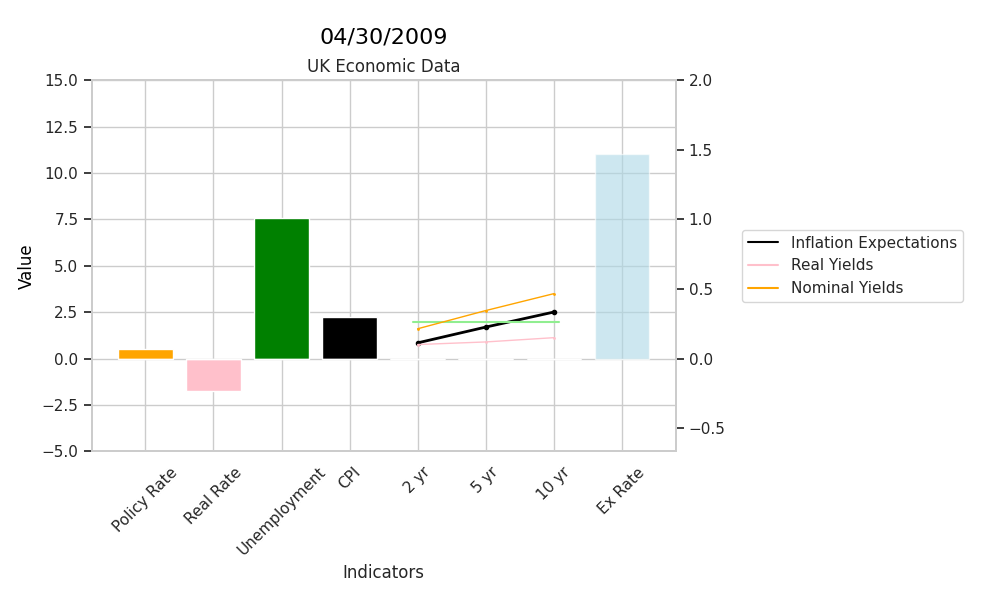 04/30/2009
UK Economic Data
15.0
12.5
10.0
7.5
5.0
2.5
0.0
−2.5
−5.0
Value
2.0
1.5
1.0
0.5
0.0
−0.5
Inflation Expectations
Real Yields
Nominal Yields
Policy Rate
Real Rate
Unemployment
CPI
2 yr
5 yr
10 yr
Ex Rate
Indicators